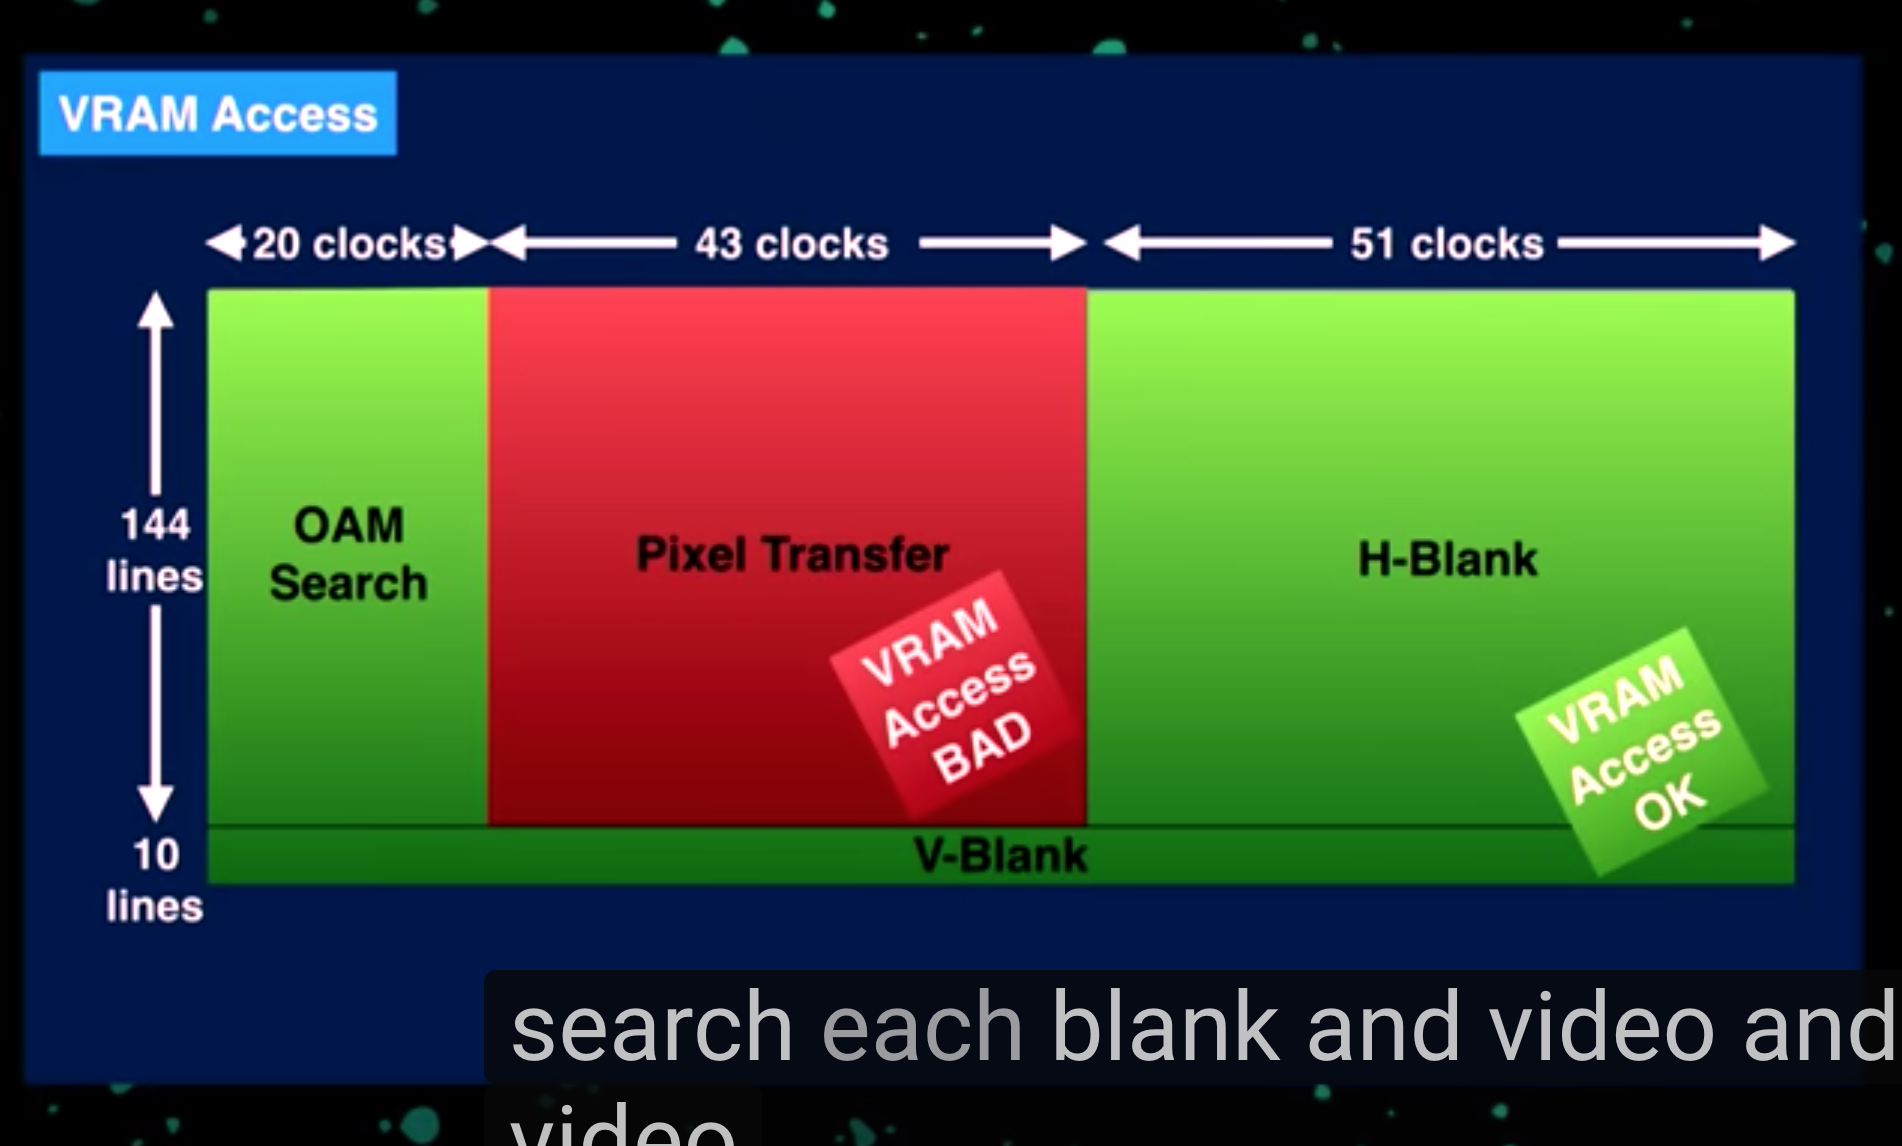 VRAM Access
20 clocks
43 clocks
51 clocks
144
lines
OAM
Search
Pixel Transfer
H-Blank
VRAM
Access
BAD
VRAM
Access
OK
10
lines
V-Blank
search each blank and video and
video